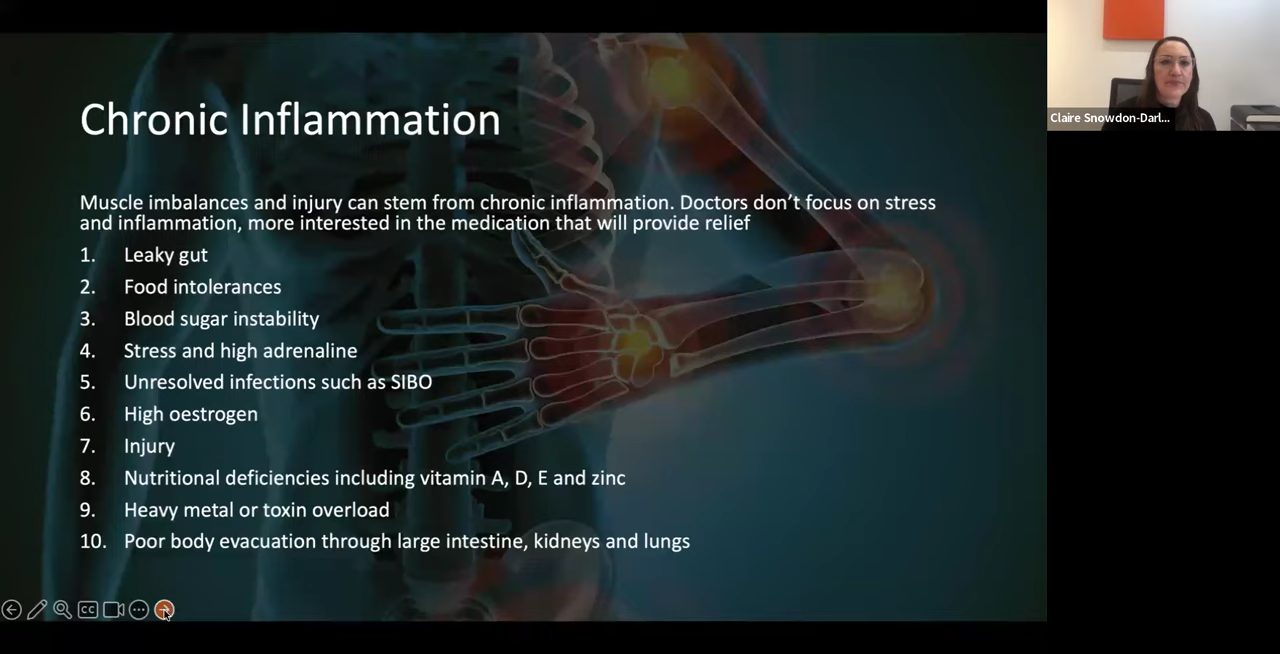 Chronic Inflammation
Muscle imbalances and injury can stem from chronic inflammation. Doctors don’t focus on stress
and inflammation, more interested in the medication that will provide relief
1. Leaky gut
2. Food intolerances
3. Blood sugar instability
4. Stress and high adrenaline
5. Unresolved infections such as SIBO
6. High oestrogen
7. Injury
8. Nutritional deficiencies including vitamin A, D, E and zinc
9. Heavy metal or toxin overload
10. Poor body evacuation through large intestine, kidneys and lungs
CC
Claire Snowdon-Darl...